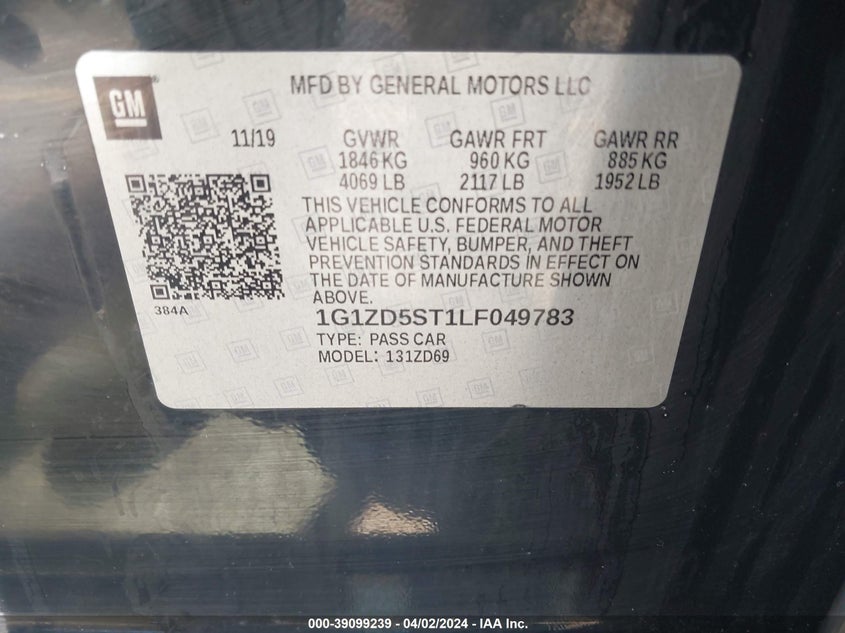 GM
MFD BY GENERAL MOTORS LLC
11/19 GVWR GAWR FRT GAWR RR
1846 KG 960 KG 885 KG
4069 LB 2117 LB 1952 LB
THIS VEHICLE CONFORMS TO ALL
APPLICABLE U.S. FEDERAL MOTOR
VEHICLE SAFETY, BUMPER, AND THEFT
PREVENTION STANDARDS IN EFFECT ON
THE DATE OF MANUFACTURE SHOWN
ABOVE.
384A
1G1ZD5ST1LF049783
TYPE: PASS CAR
MODEL: 131ZD69
000-39099239 - 04/02/2024 - IAA Inc.